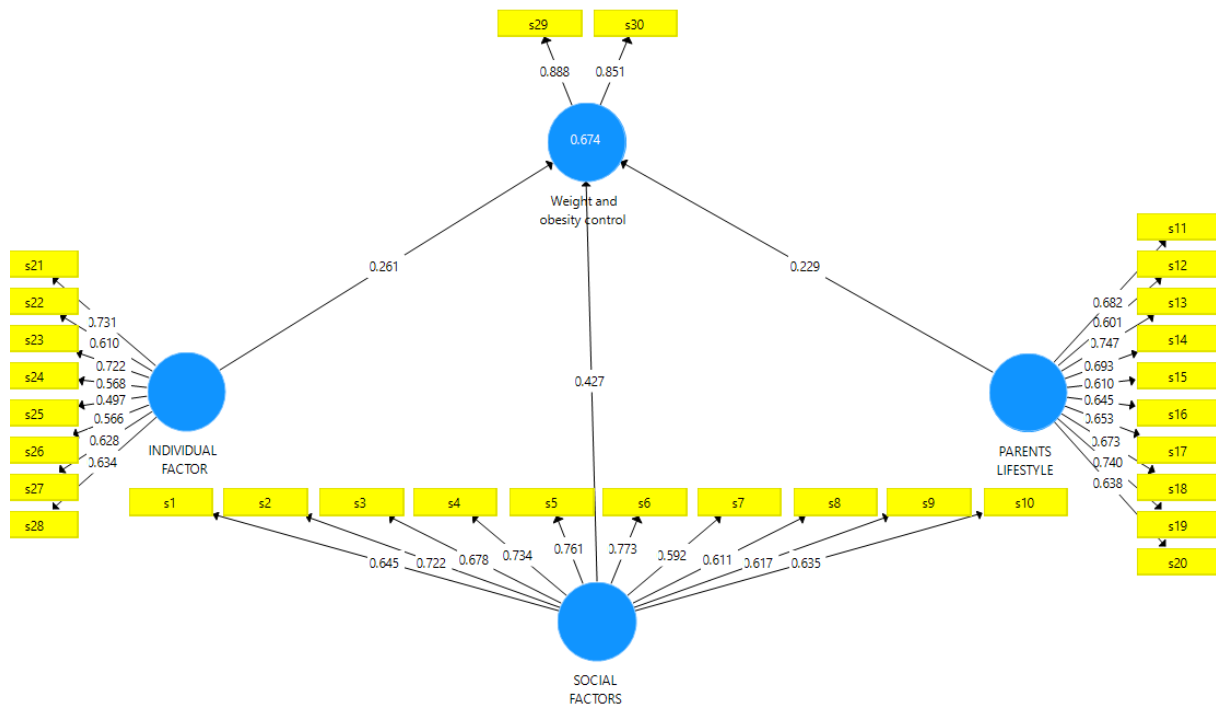 s29
s30
0.888
0.851
0.674
Weight and
obesity control
0.261
0.427
0.229
s21
s22
s23
s24
s25
s26
s27
s28
0.731
0.610
0.722
0.568
0.497
0.566
0.628
0.634
INDIVIDUAL
FACTOR
s11
s12
s13
s14
s15
s16
s17
s18
s19
s20
0.682
0.601
0.747
0.693
0.610
0.645
0.653
0.673
0.740
0.638
PARENTS
LIFESTYLE
s1
s2
s3
s4
s5
s6
s7
s8
s9
s10
0.645
0.722
0.678
0.734
0.761
0.773
0.592
0.611
0.617
0.635
SOCIAL
FACTORS